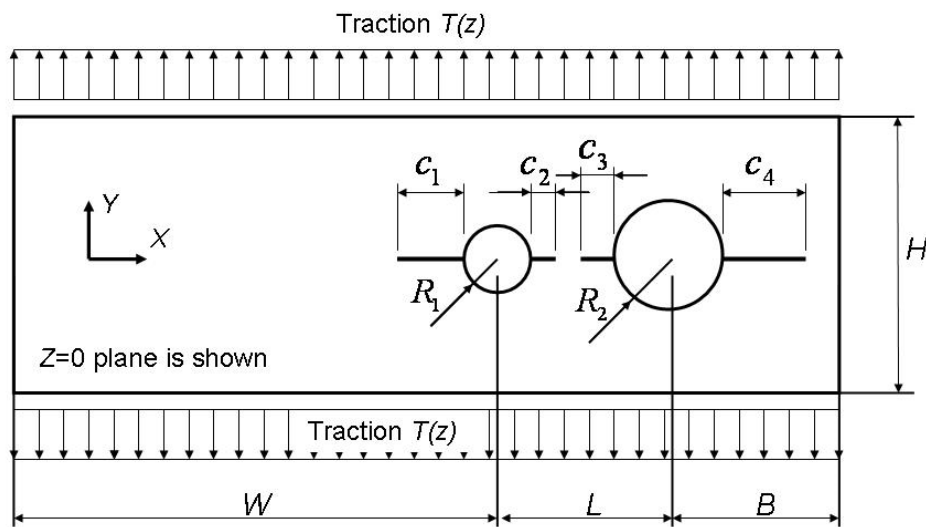 Traction T(z)
c₁ c₂ c₃ c₄
Y
X
H
R₁ R₂
Z=0 plane is shown
Traction T(z)
W L B